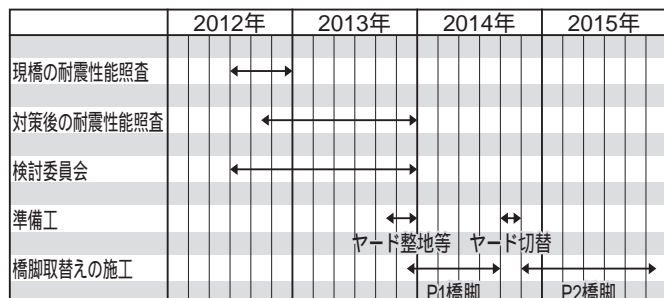 2012年 2013年 2014年 2015年
現橋の耐震性能照査
対策後の耐震性能照査
検討委員会
準備工
ヤード整地等 ヤード切替
橋脚取替えの施工
P1橋脚 P2橋脚